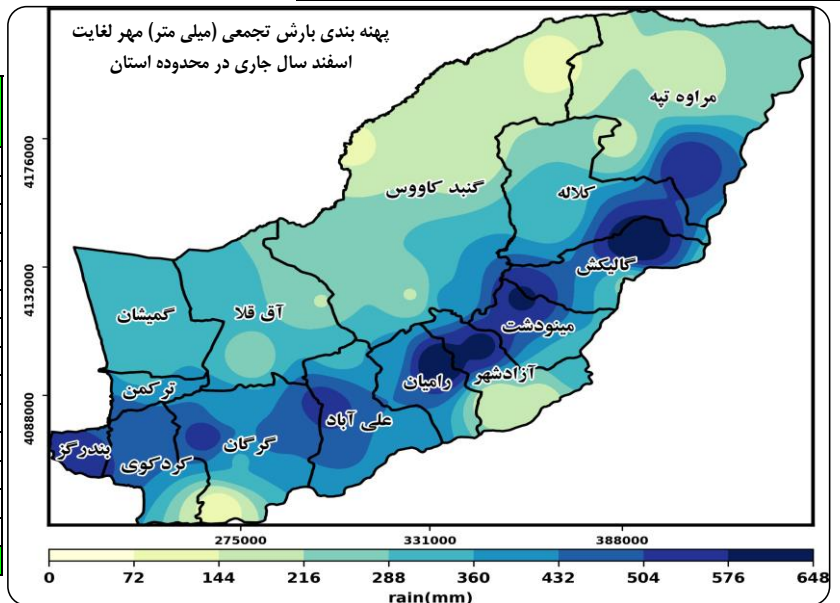 پهنه بندی بارش تجمعی (میلی متر) مهر لغایت
اسفند سال جاری در محدوده استان
مراوه تپه
گنبد کاووس
کلاله
گالیکش
گمیشان
آق قلا
مینودشت
ترکمن
رامیان
آزادشهر
علی آباد
بندرگز
کردکوی
گرگان
4176000
4132000
4088000
275000
331000
388000
0 72 144 216 288 360 432 504 576 648
rain(mm)